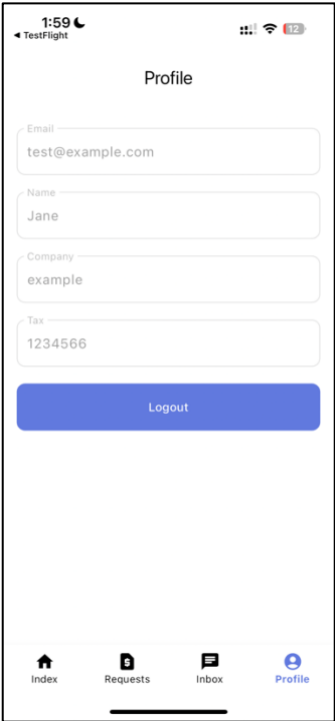 1:59
◄ TestFlight
12
Profile
Email
test@example.com
Name
Jane
Company
example
Tax
1234566
Logout
Index
Requests
Inbox
Profile